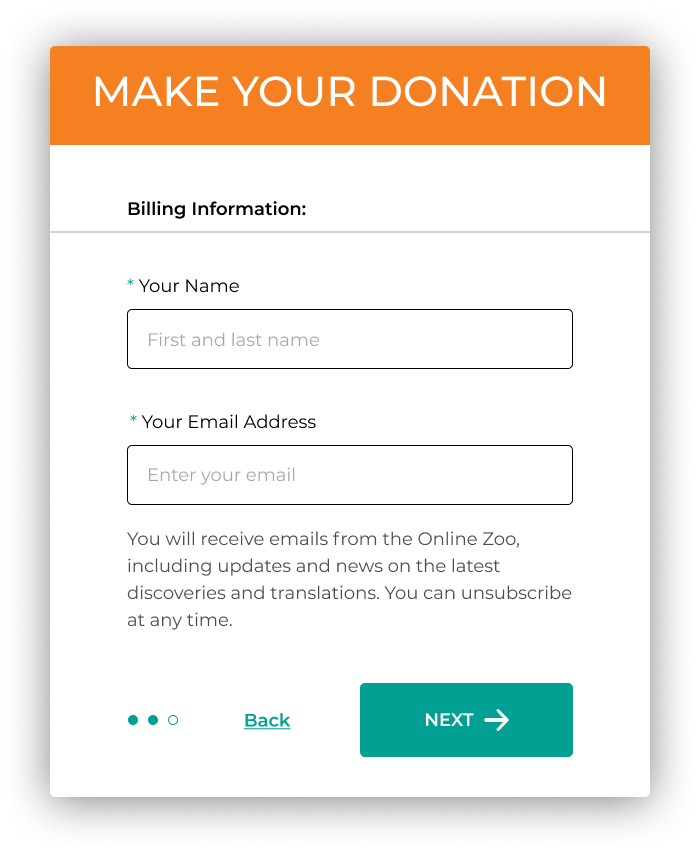 MAKE YOUR DONATION
Billing Information:
* Your Name
First and last name
* Your Email Address
Enter your email
You will receive emails from the Online Zoo,
including updates and news on the latest
discoveries and translations. You can unsubscribe
at any time.
Back
NEXT